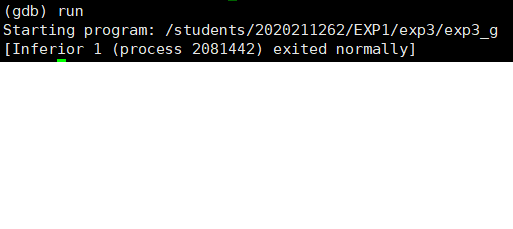 (gdb) run
Starting program: /students/2020211262/EXP1/exp3/exp3_g
[Inferior 1 (process 2081442) exited normally]